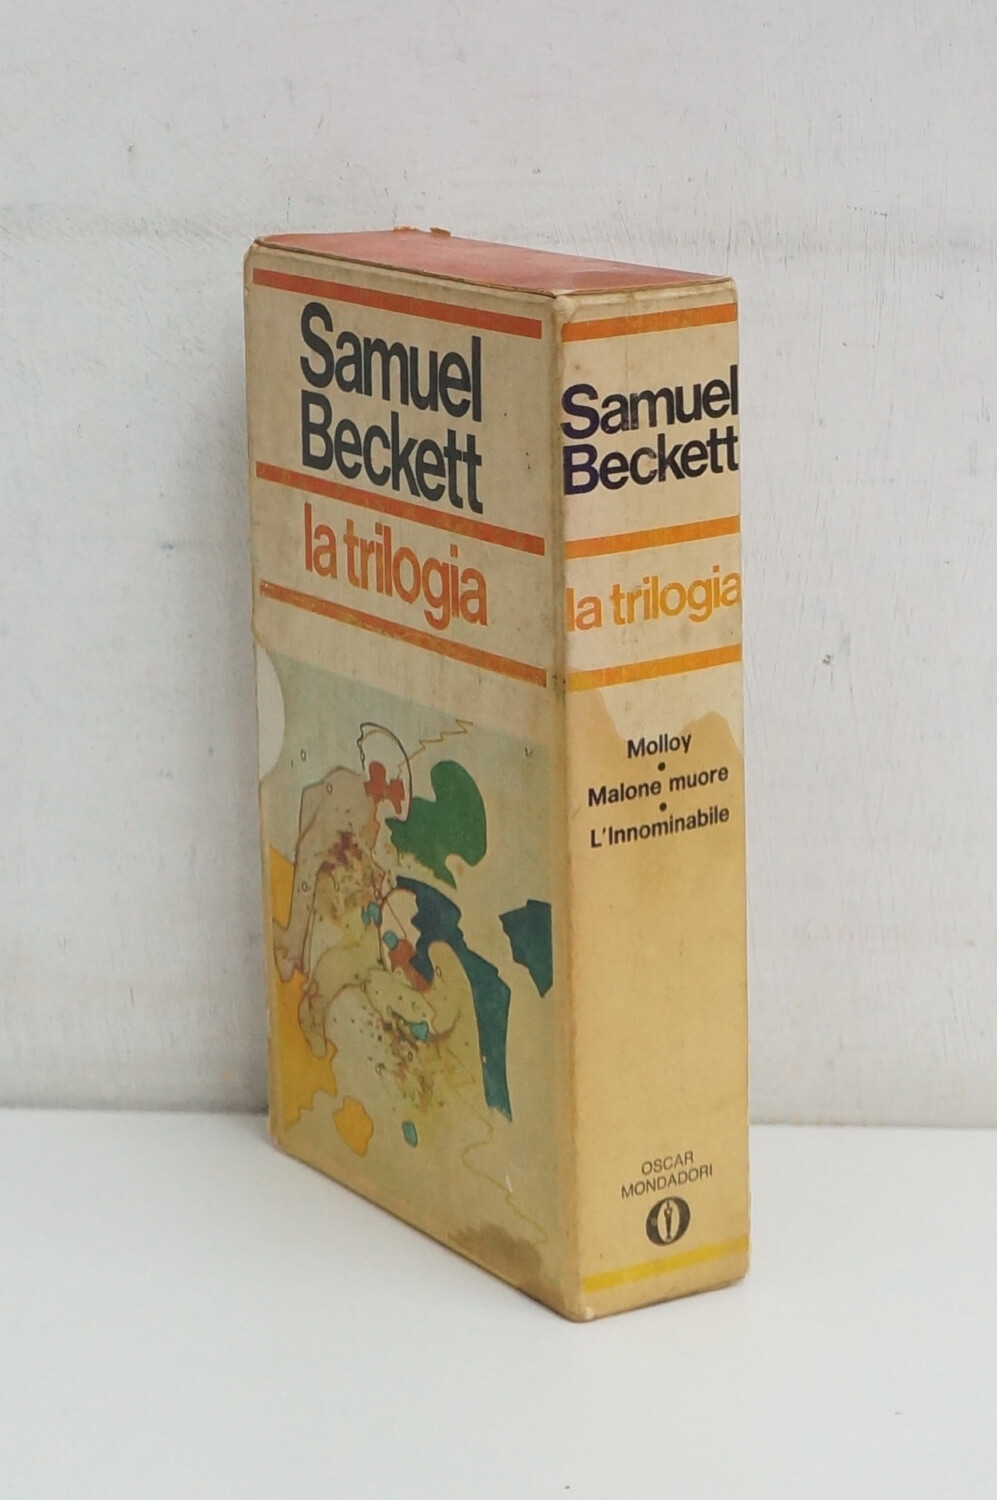 Samuel
Beckett
la trilogia
Samuel
Beckett
la trilogia
Molloy
•
Malone muore
•
L'Innominabile
OSCAR
MONDADORI